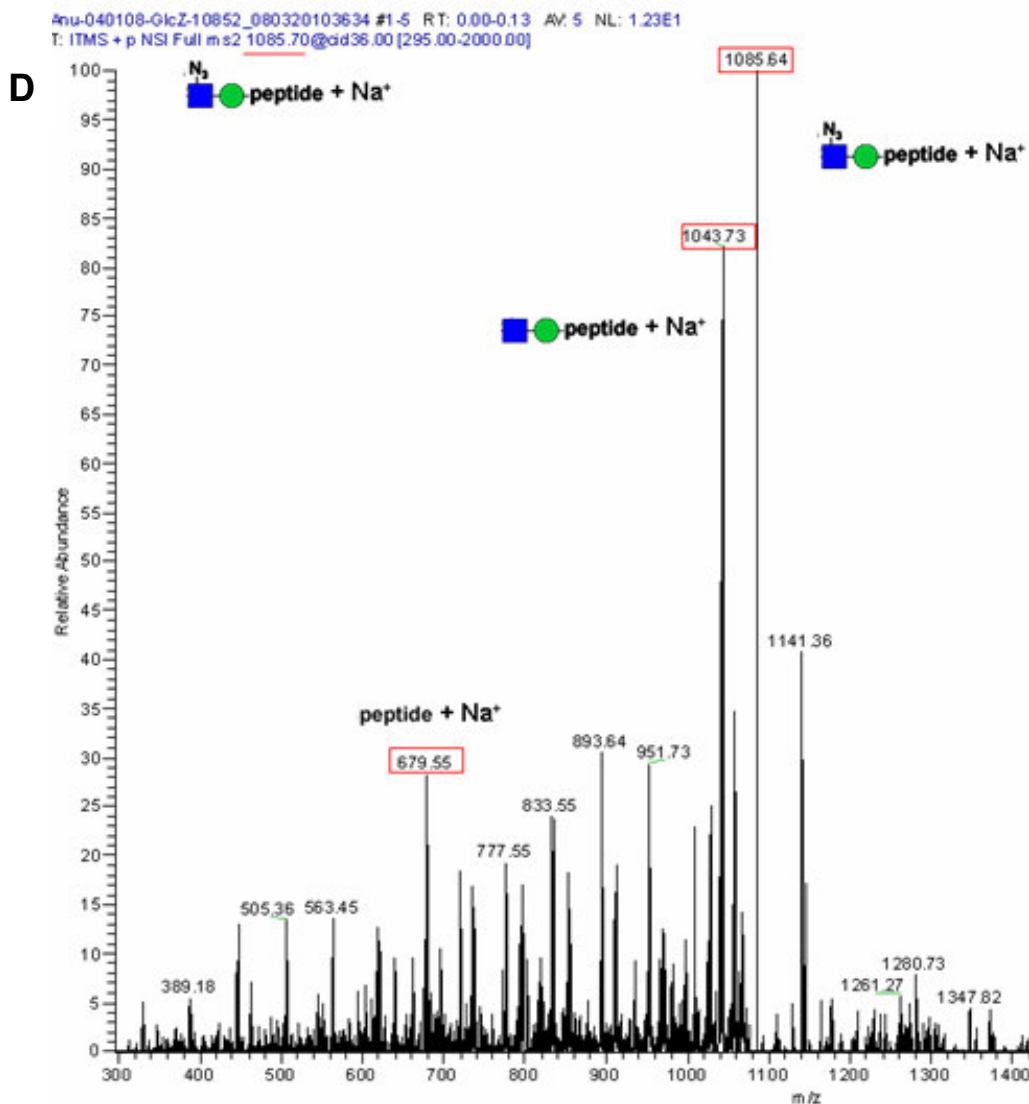 Anu-040108-GlcZ-10852_080320103634 #1-5 RT: 0.00-0.13 AV: 5 NL: 1.23E1
T: ITMS + p NSI Full ms2 1085.70@cid36.00 [295.00-2000.00]
D
N3
peptide + Na+
1085.64
N3
peptide + Na+
1043.73
peptide + Na+
1141.36
peptide + Na+
679.55
893.64
951.73
833.55
777.55
505.36
563.45
389.18
1261.27
1280.73
1347.82
Relative Abundance
100
95
90
85
80
75
70
65
60
55
50
45
40
35
30
25
20
15
10
5
0
300 400 500 600 700 800 900 1000 1100 1200 1300 1400
m/z